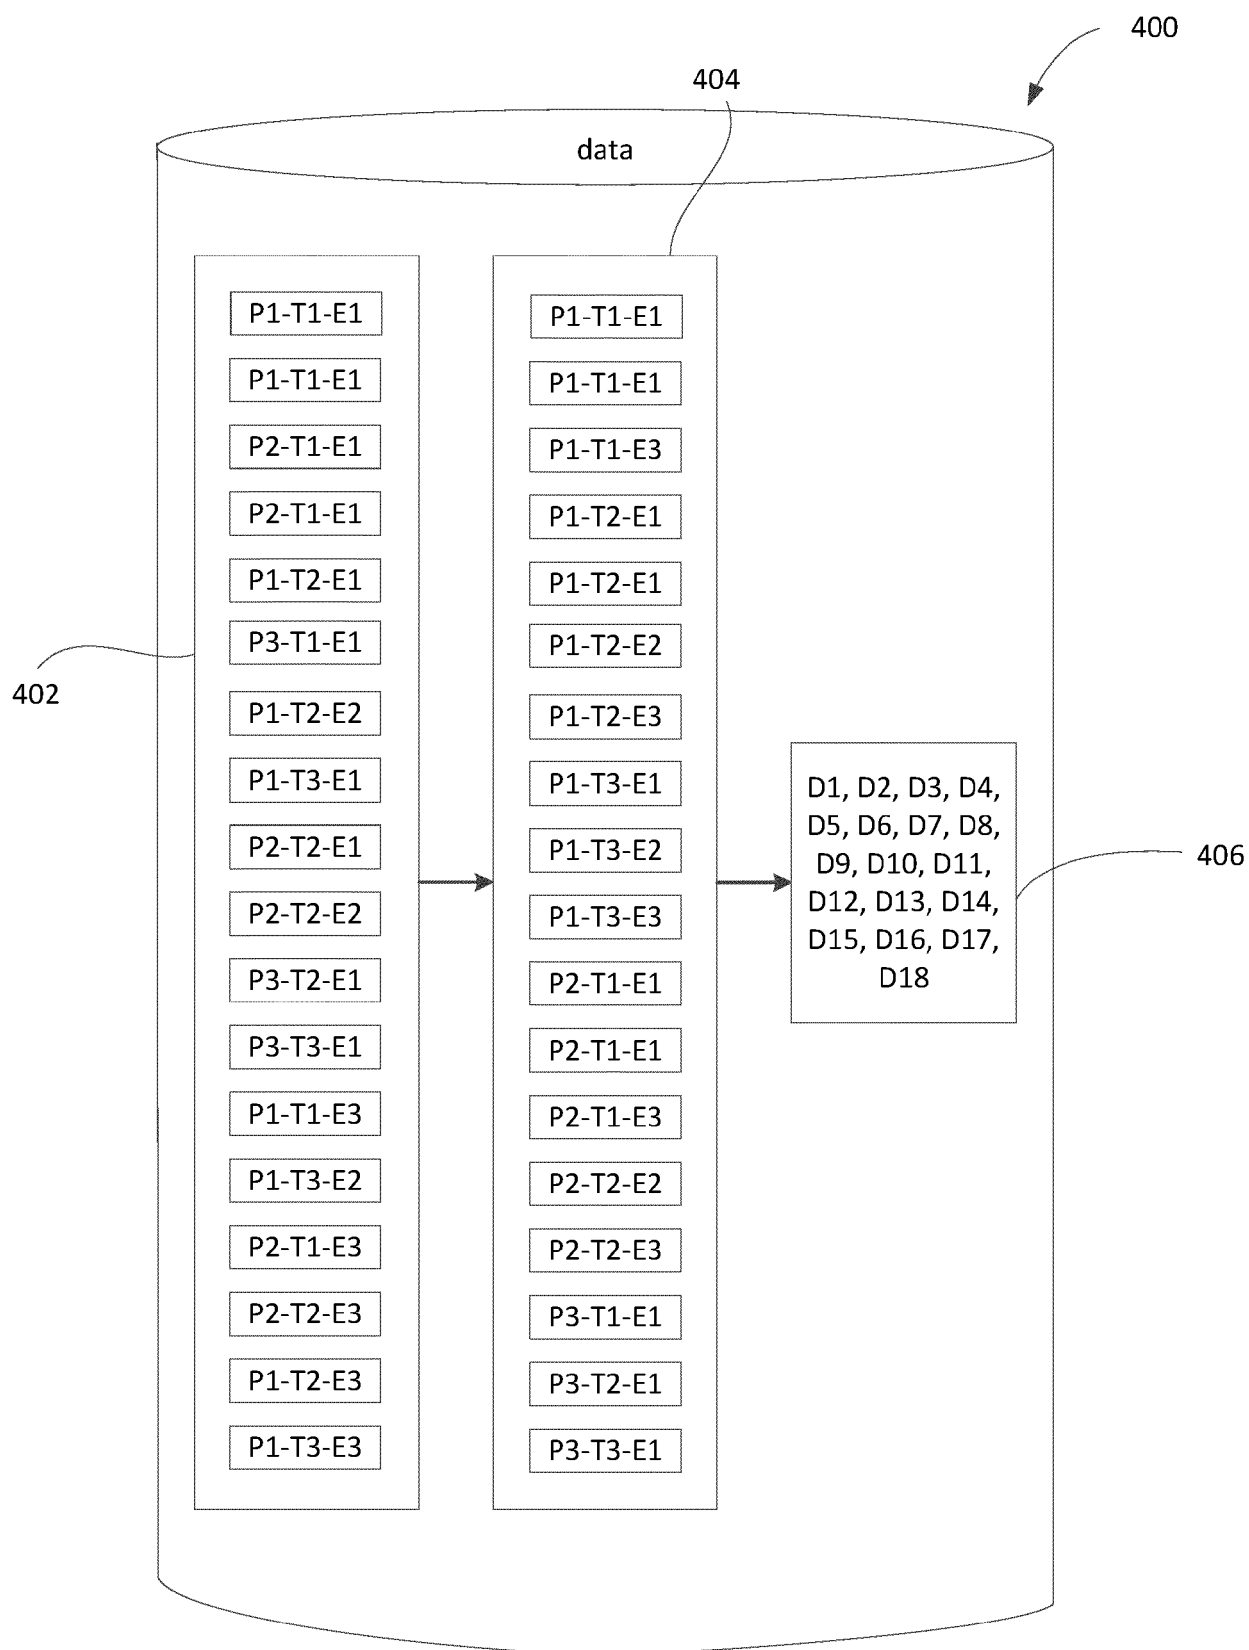 400
404
data
P1-T1-E1
P1-T1-E1
P2-T1-E1
P2-T1-E1
P1-T2-E1
P3-T1-E1
P1-T2-E2
P1-T3-E1
P2-T2-E1
P2-T2-E2
P3-T2-E1
P3-T3-E1
P1-T1-E3
P1-T3-E2
P2-T1-E3
P2-T2-E3
P1-T2-E3
P1-T3-E3
402
P1-T1-E1
P1-T1-E1
P1-T1-E3
P1-T2-E1
P1-T2-E1
P1-T2-E2
P1-T2-E3
P1-T3-E1
P1-T3-E2
P1-T3-E3
P2-T1-E1
P2-T1-E1
P2-T1-E3
P2-T2-E2
P2-T2-E3
P3-T1-E1
P3-T2-E1
P3-T3-E1
D1, D2, D3, D4,
D5, D6, D7, D8,
D9, D10, D11,
D12, D13, D14,
D15, D16, D17,
D18
406